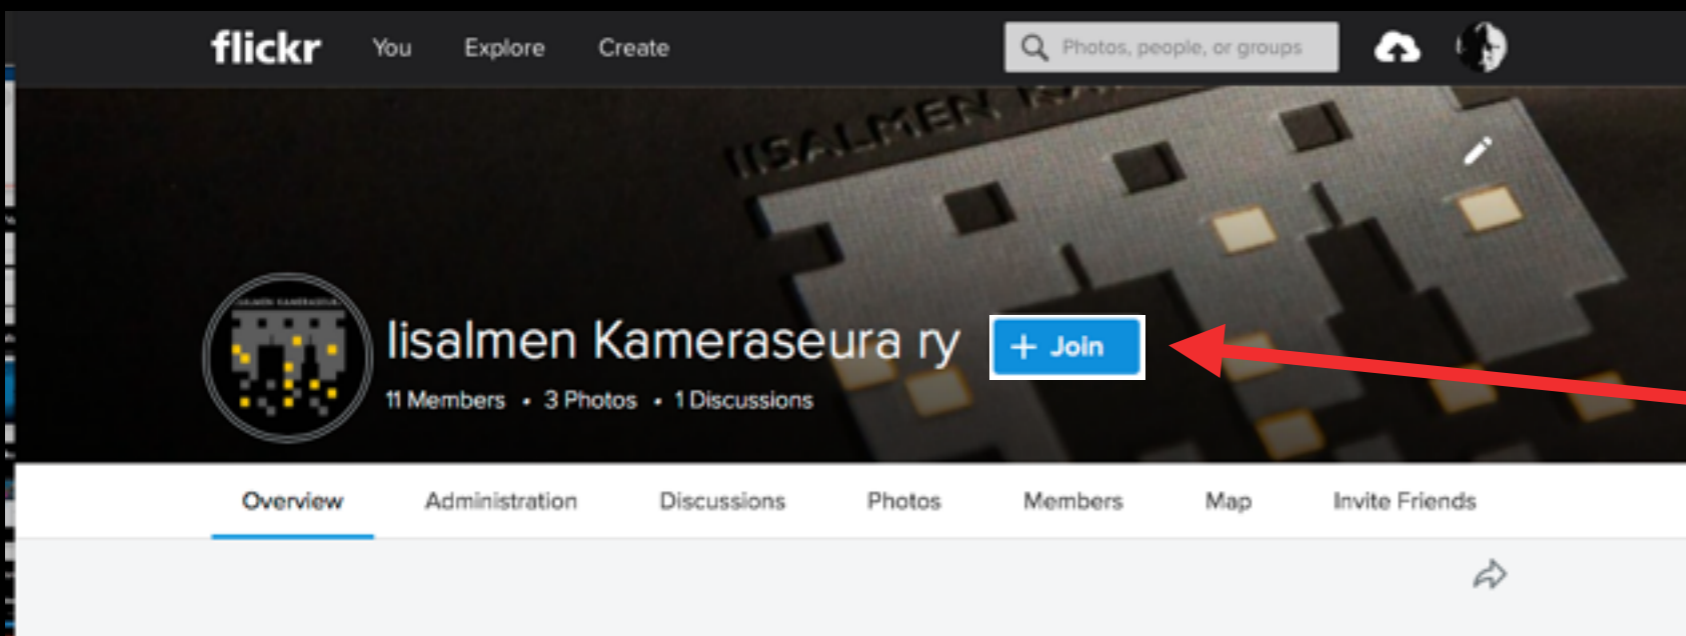 flickr You Explore Create Photos, people, or groups
IISALMEN
Iisalmen Kameraseura ry + Join
11 Members • 3 Photos • 1 Discussions
Overview Administration Discussions Photos Members Map Invite Friends